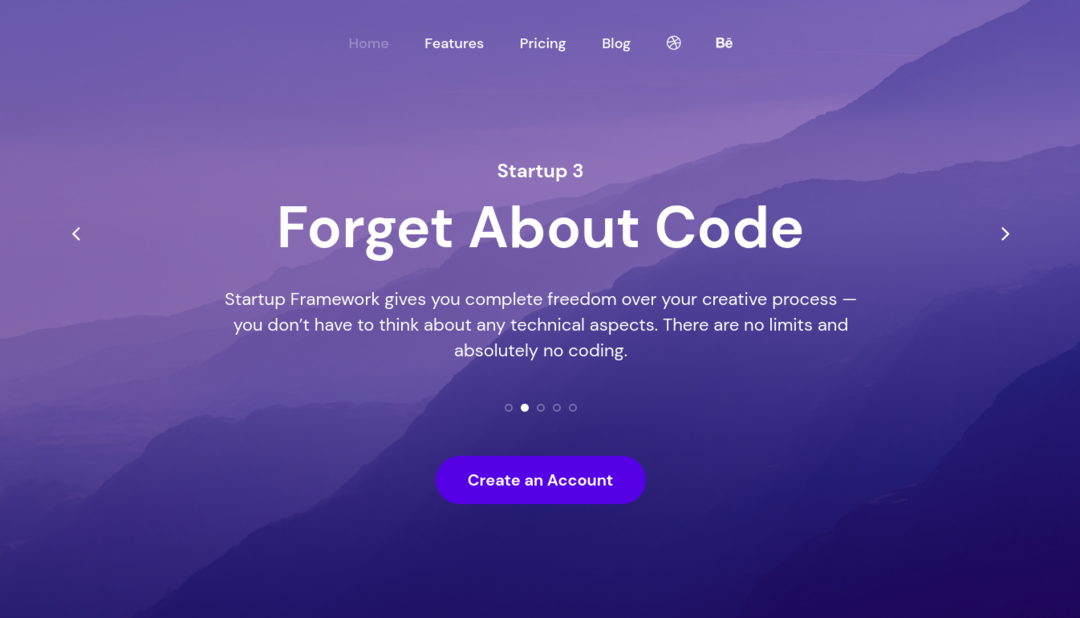 Home Features Pricing Blog Bē
Startup 3
Forget About Code
Startup Framework gives you complete freedom over your creative process —
you don’t have to think about any technical aspects. There are no limits and
absolutely no coding.
Create an Account